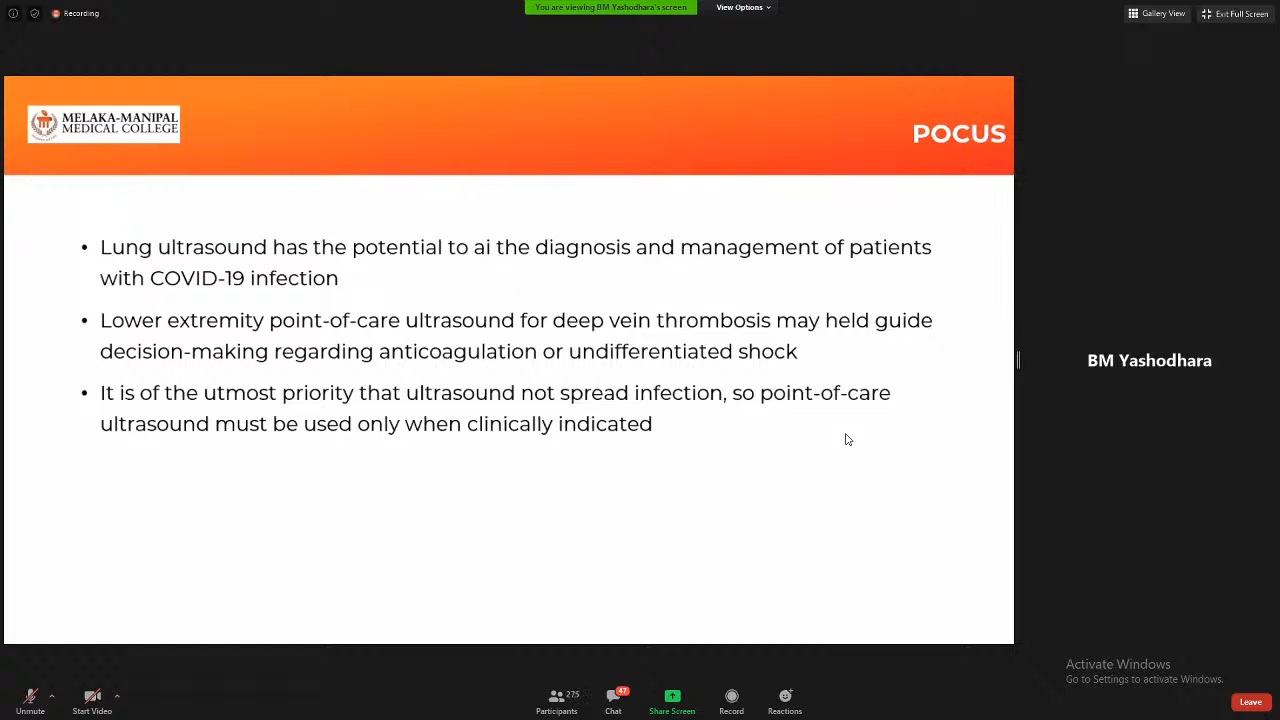 Recording
You are viewing BM Yashodhara's screen
View Options
Gallery View
Exit Full Screen
MELAKA-MANIPAL
MEDICAL COLLEGE
POCUS
• Lung ultrasound has the potential to ai the diagnosis and management of patients
with COVID-19 infection
• Lower extremity point-of-care ultrasound for deep vein thrombosis may held guide
decision-making regarding anticoagulation or undifferentiated shock
• It is of the utmost priority that ultrasound not spread infection, so point-of-care
ultrasound must be used only when clinically indicated
BM Yashodhara
Activate Windows
Go to Settings to activate Windows.
Unmute
Start Video
275
Participants
47
Chat
Share Screen
Record
Reactions
Leave